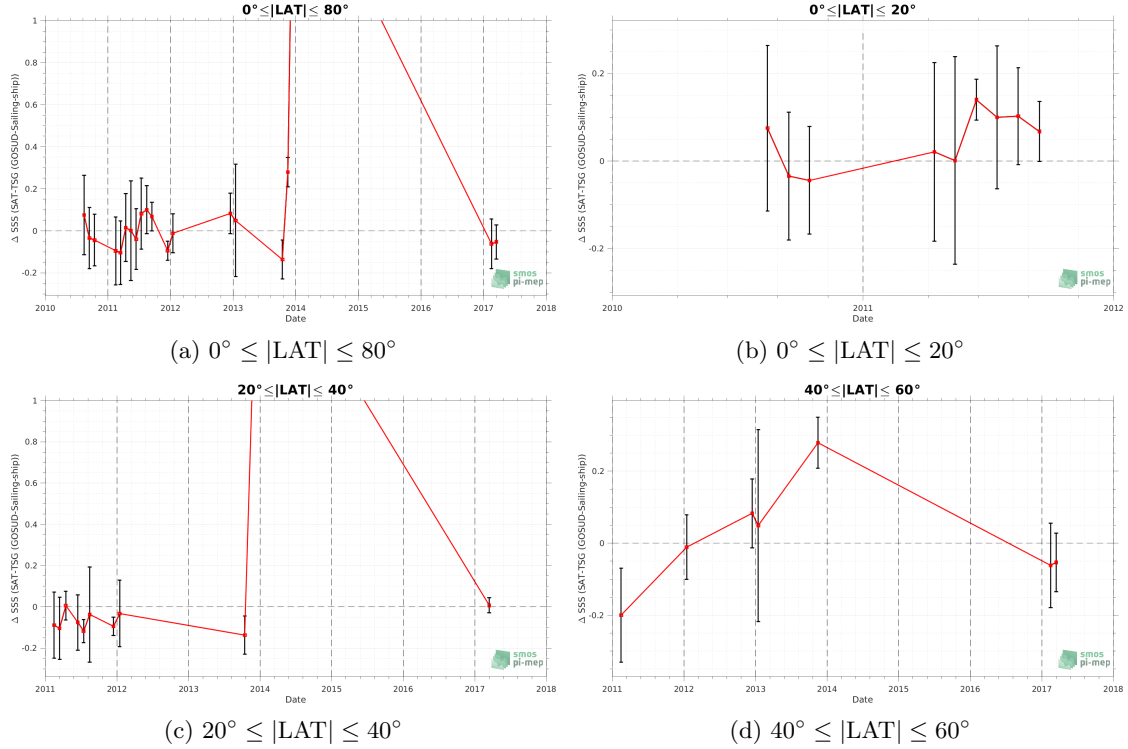 0°≤|LAT|≤ 80°
Δ SSS (SAT-TSG (GOSUD-Sailing-ship))
1
0.8
0.6
0.4
0.2
0
-0.2
2010 2011 2012 2013 2014 2015 2016 2017 2018
Date
smos
pi-mep
(a) 0° ≤ |LAT| ≤ 80°
0°≤|LAT|≤ 20°
Δ SSS (SAT-TSG (GOSUD-Sailing-ship))
0.2
0
-0.2
2010 2011 2012
Date
smos
pi-mep
(b) 0° ≤ |LAT| ≤ 20°
20°≤|LAT|≤ 40°
Δ SSS (SAT-TSG (GOSUD-Sailing-ship))
1
0.8
0.6
0.4
0.2
0
-0.2
2011 2012 2013 2014 2015 2016 2017 2018
Date
smos
pi-mep
(c) 20° ≤ |LAT| ≤ 40°
40°≤|LAT|≤ 60°
Δ SSS (SAT-TSG (GOSUD-Sailing-ship))
0.2
0
-0.2
2011 2012 2013 2014 2015 2016 2017 2018
Date
smos
pi-mep
(d) 40° ≤ |LAT| ≤ 60°